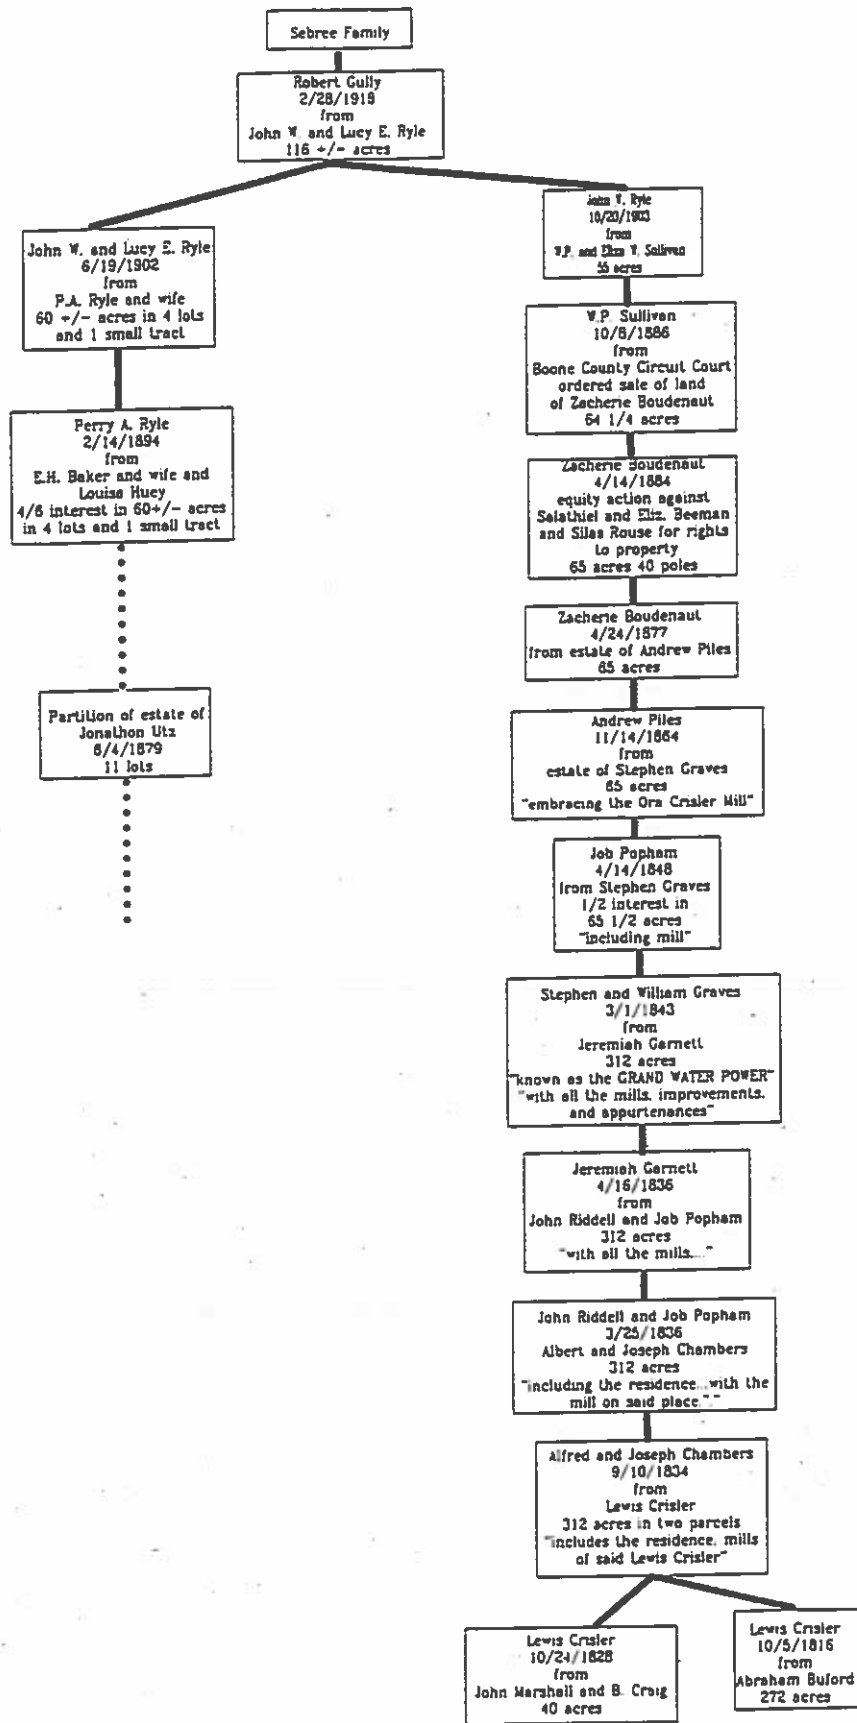 Sebree Family
Robert Gully
2/28/1919
from
John W. and Lucy E. Ryle
116 +/- acres
John W. and Lucy E. Ryle
6/19/1902
from
P.A. Ryle and wife
60 +/- acres in 4 lots
and 1 small tract
Perry A. Ryle
2/14/1894
from
E.H. Baker and wife and
Louisa Huey
4/6 interest in 60+/- acres
in 4 lots and 1 small tract
Partition of estate of
Jonathon Utz
6/4/1879
11 lots
John W. Ryle
10/20/1903
from
W.P. and Eliza W. Sullivan
55 acres
W.P. Sullivan
10/8/1886
from
Boone County Circuit Court
ordered sale of land
of Zacherie Boudenaut
64 1/4 acres
Zacherie Boudenaut
4/14/1884
equity action against
Salathiel and Eliz. Beeman
and Silas Rouse for rights
to property
65 acres 40 poles
Zacherie Boudenaut
4/24/1877
from estate of Andrew Piles
65 acres
Andrew Piles
11/14/1864
from
estate of Stephen Graves
65 acres
"embracing the Ora Crisler Mill"
Job Popham
4/14/1848
from Stephen Graves
1/2 interest in
65 1/2 acres
"including mill"
Stephen and William Graves
3/1/1843
from
Jeremiah Garnett
312 acres
"known as the GRAND WATER POWER"
"with all the mills, improvements,
and appurtenances"
Jeremiah Garnett
4/16/1836
from
John Riddell and Job Popham
312 acres
"with all the mills...."
John Riddell and Job Popham
3/25/1836
Albert and Joseph Chambers
312 acres
"including the residence...with the
mill on said place."."
Alfred and Joseph Chambers
9/10/1834
from
Lewis Crisler
312 acres in two parcels
"includes the residence, mills
of said Lewis Crisler"
Lewis Crisler
10/24/1828
from
John Marshall and B. Craig
40 acres
Lewis Crisler
10/5/1816
from
Abraham Buford
272 acres